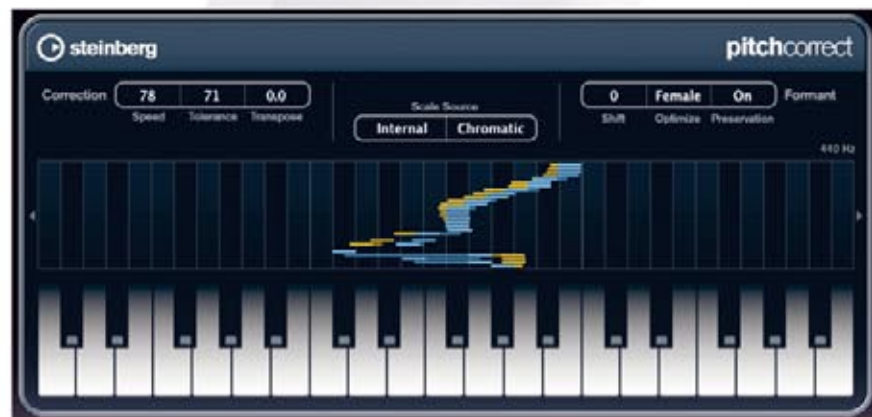 steinberg
pitchcorrect
Correction 78 71 0.0
Speed Tolerance Transpose
Scale Source
Internal Chromatic
0 Female On Formant
Shift Optimize Preservation
440 Hz